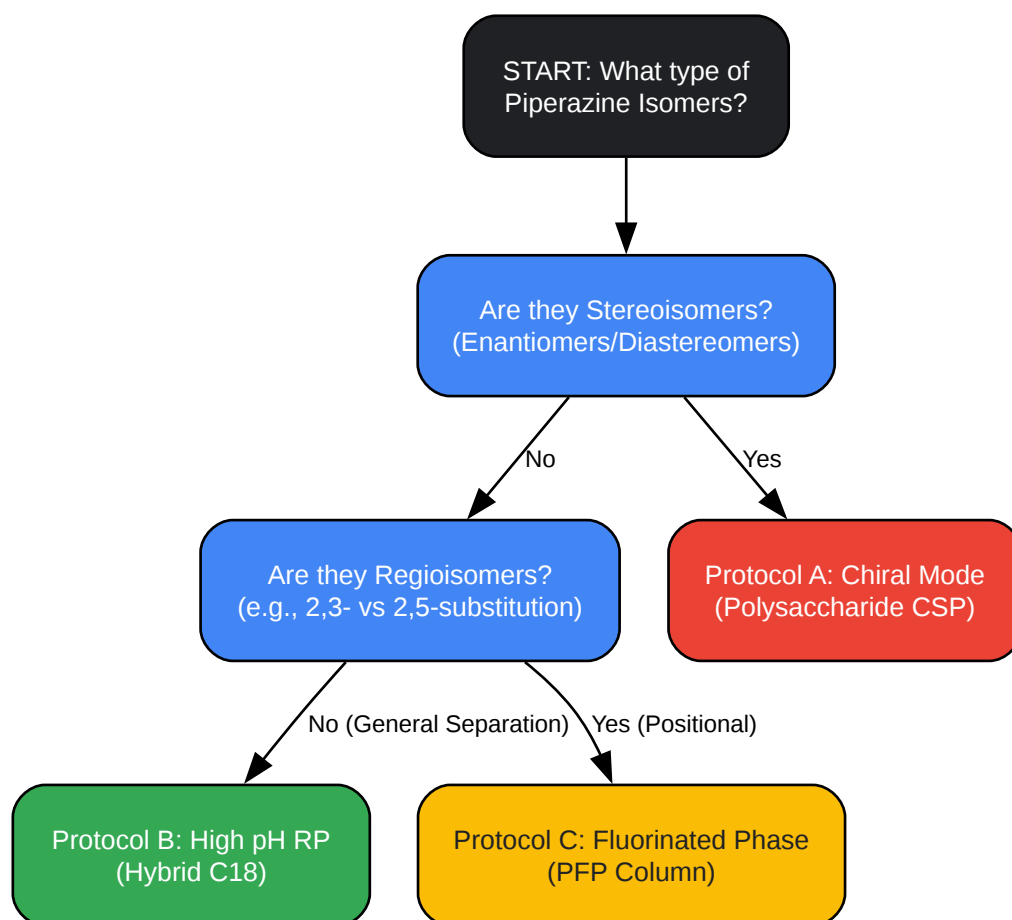 START: What type of
Piperazine Isomers?
Are they Stereoisomers?
(Enantiomers/Diastereomers)
No
Yes
Are they Regioisomers?
(e.g., 2,3- vs 2,5-substitution)
Protocol A: Chiral Mode
(Polysaccharide CSP)
No (General Separation)
Yes (Positional)
Protocol B: High pH RP
(Hybrid C18)
Protocol C: Fluorinated Phase
(PFP Column)